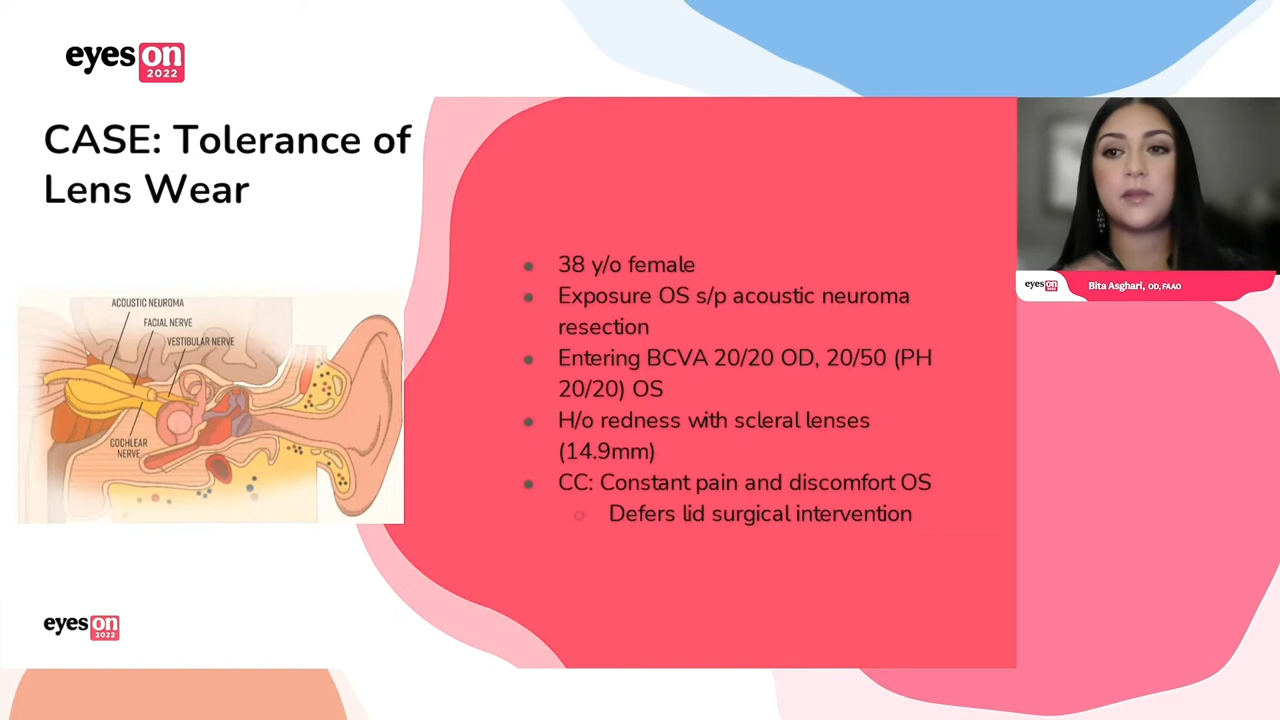 eyes on
2022
CASE: Tolerance of
Lens Wear
ACOUSTIC NEUROMA
FACIAL NERVE
VESTIBULAR NERVE
COCHLEAR
NERVE
• 38 y/o female
• Exposure OS s/p acoustic neuroma
resection
• Entering BCVA 20/20 OD, 20/50 (PH
20/20) OS
• H/o redness with scleral lenses
(14.9mm)
• CC: Constant pain and discomfort OS
○ Defers lid surgical intervention
eyes on
Bita Asghari, OD, FAAO
eyes on
2022